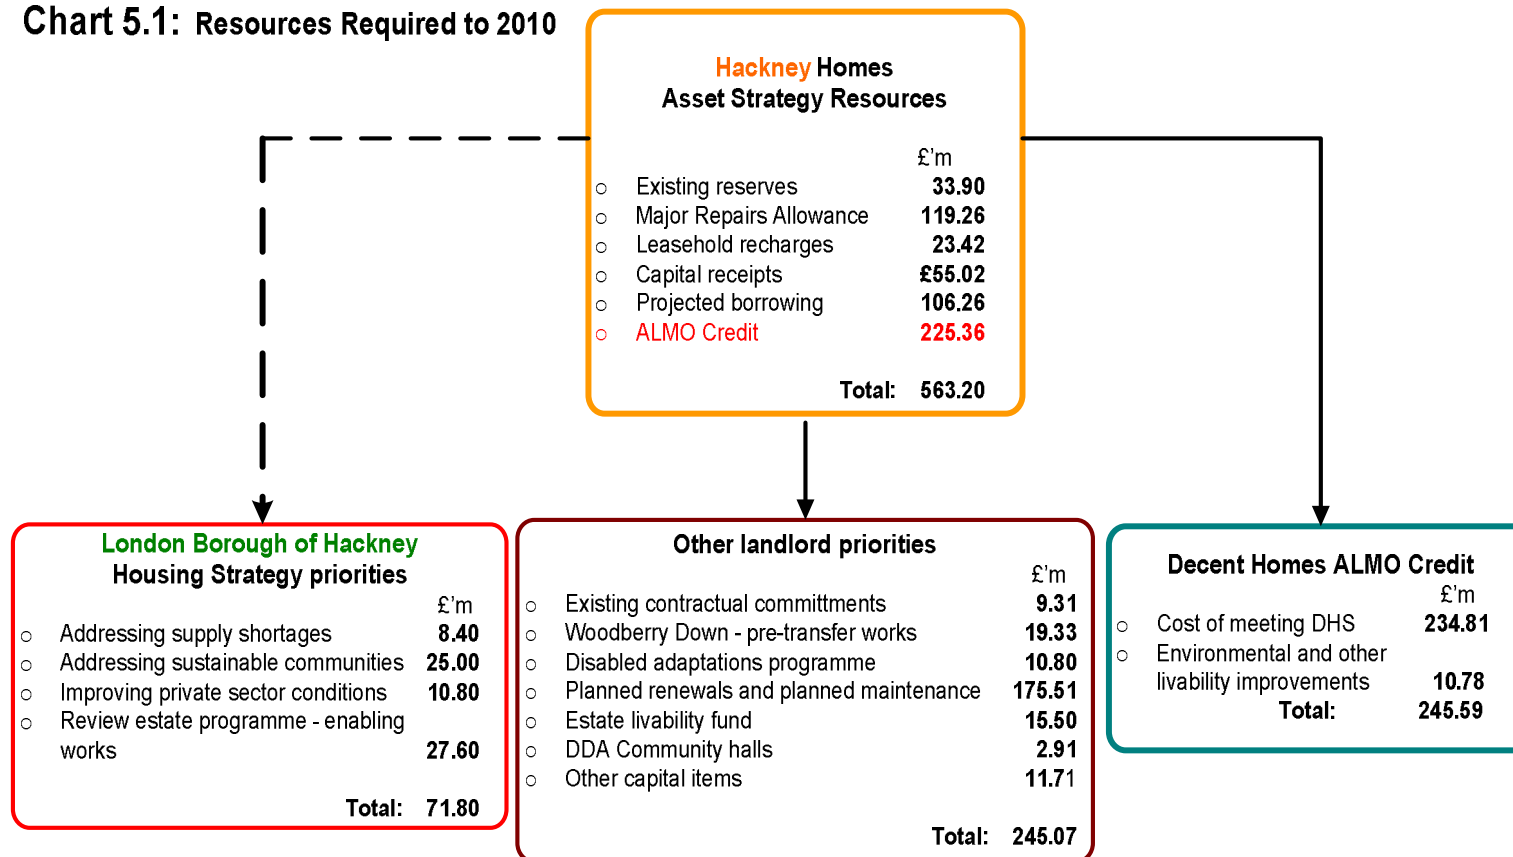 Chart 5.1: Resources Required to 2010
Hackney Homes
Asset Strategy Resources
£'m
○ Existing reserves 33.90
○ Major Repairs Allowance 119.26
○ Leasehold recharges 23.42
○ Capital receipts £55.02
○ Projected borrowing 106.26
○ ALMO Credit 225.36
Total: 563.20
London Borough of Hackney
Housing Strategy priorities
£'m
○ Addressing supply shortages 8.40
○ Addressing sustainable communities 25.00
○ Improving private sector conditions 10.80
○ Review estate programme - enabling
works 27.60
Total: 71.80
Other landlord priorities
£'m
○ Existing contractual committments 9.31
○ Woodberry Down - pre-transfer works 19.33
○ Disabled adaptations programme 10.80
○ Planned renewals and planned maintenance 175.51
○ Estate livability fund 15.50
○ DDA Community halls 2.91
○ Other capital items 11.71
Total: 245.07
Decent Homes ALMO Credit
£'m
○ Cost of meeting DHS 234.81
○ Environmental and other
livability improvements 10.78
Total: 245.59